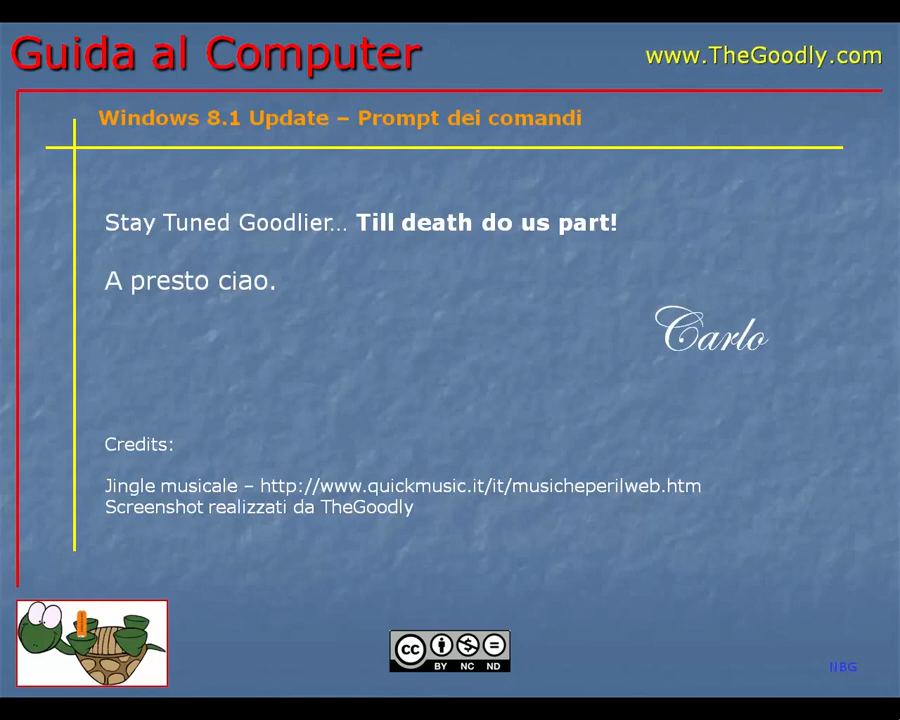 Guida al Computer
www.TheGoodly.com
Windows 8.1 Update – Prompt dei comandi
Stay Tuned Goodlier… Till death do us part!
A presto ciao.
Carlo
Credits:
Jingle musicale – http://www.quickmusic.it/it/musicheperilweb.htm
Screenshot realizzati da TheGoodly
CC BY NC ND
NBG